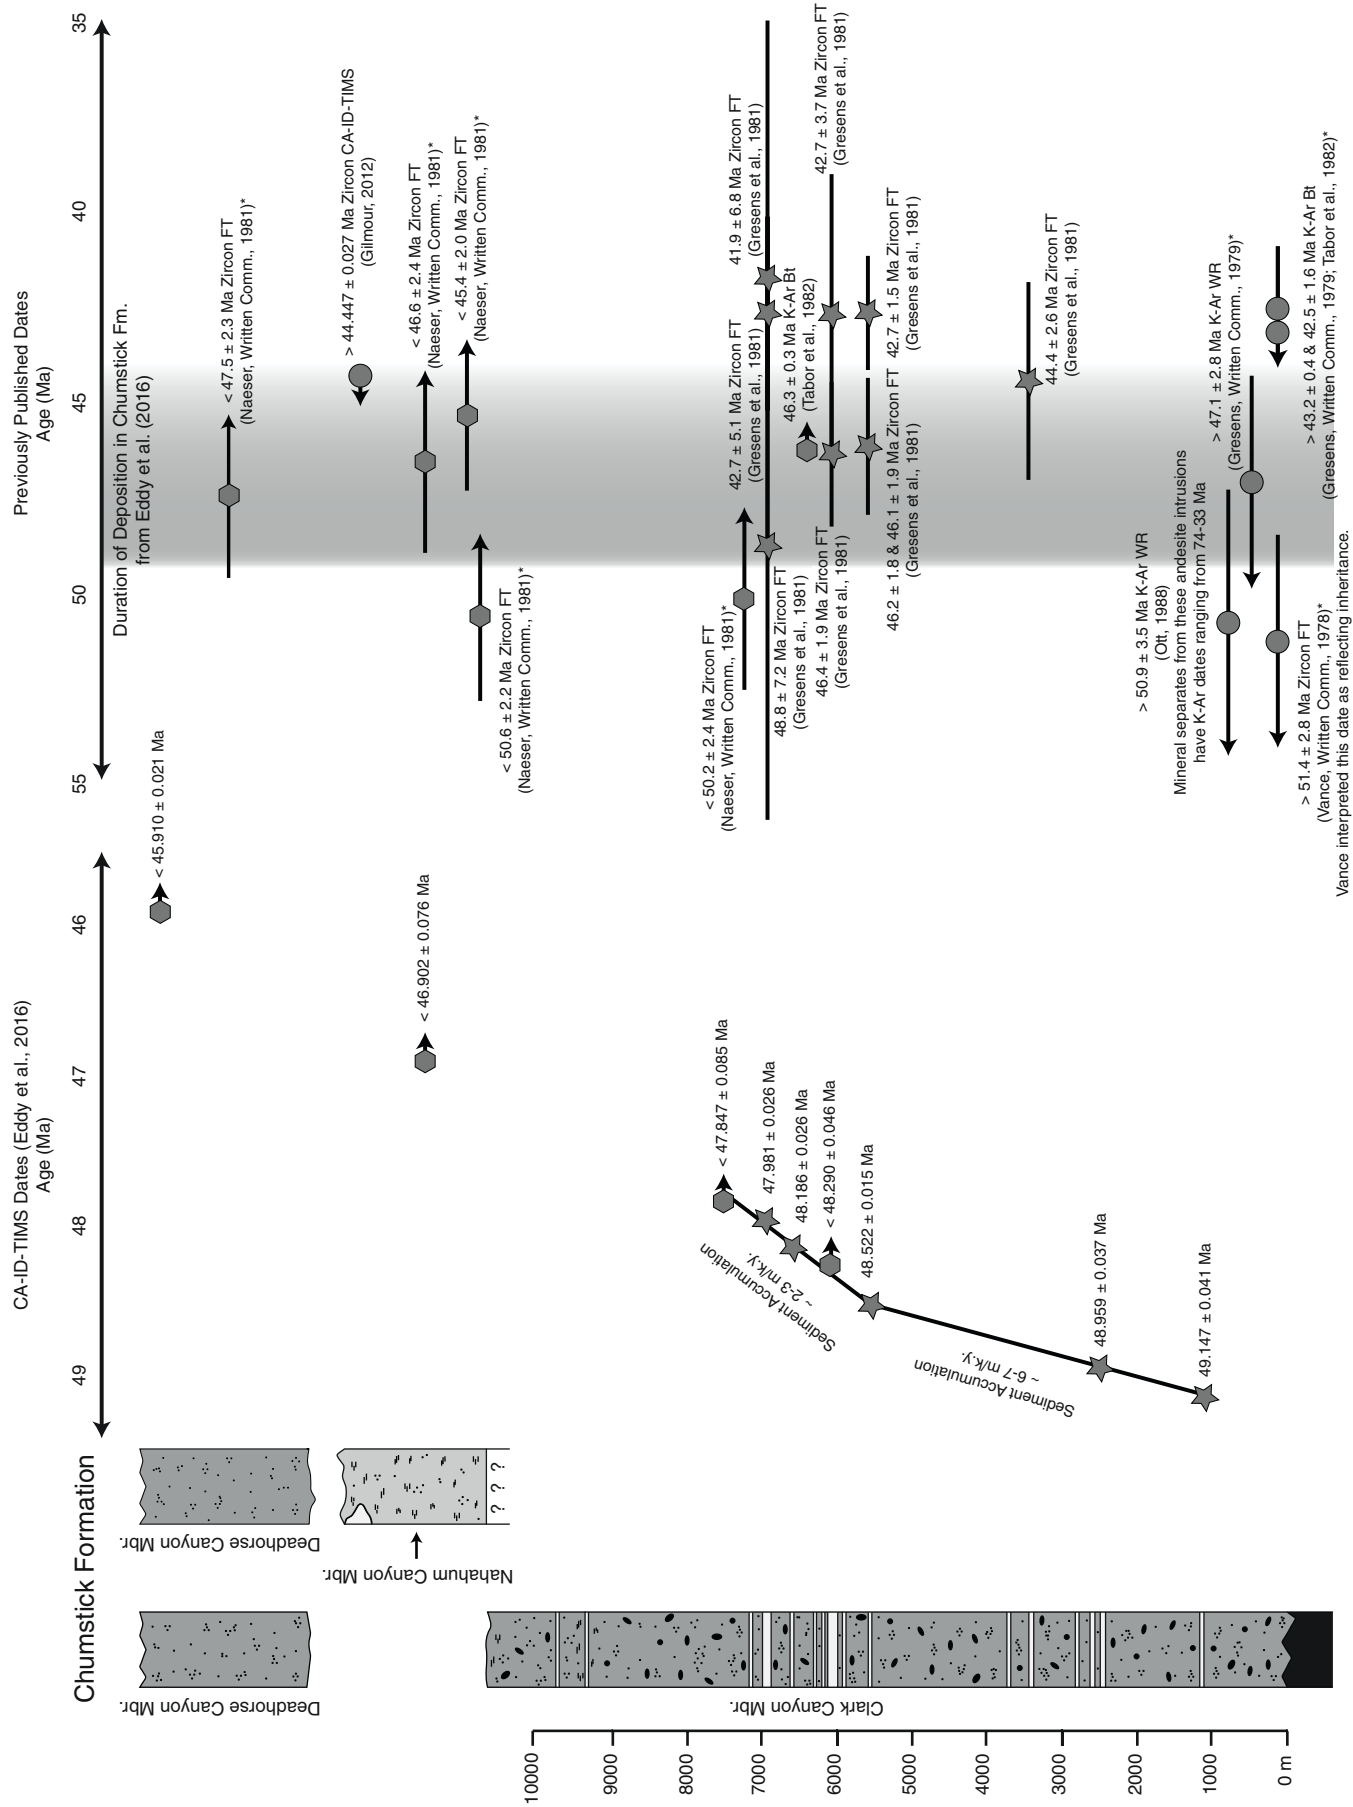 Chumstick Formation
Deadhorse Canyon Mbr.
Deadhorse Canyon Mbr.
Nahahum Canyon Mbr.
? ? ?
Clark Canyon Mbr.
10000
9000
8000
7000
6000
5000
4000
3000
2000
1000
0 m
CA-ID-TIMS Dates (Eddy et al., 2016)
Age (Ma)
49
48
47
46
< 45.910 ± 0.021 Ma
< 46.902 ± 0.076 Ma
< 47.847 ± 0.085 Ma
47.981 ± 0.026 Ma
48.186 ± 0.026 Ma
< 48.290 ± 0.046 Ma
48.522 ± 0.015 Ma
48.959 ± 0.037 Ma
49.147 ± 0.041 Ma
Sediment Accumulation
~ 2-3 m/k.y.
Sediment Accumulation
~ 6-7 m/k.y.
Previously Published Dates
Age (Ma)
55
50
45
40
35
Duration of Deposition in Chumstick Fm.
from Eddy et al. (2016)
< 47.5 ± 2.3 Ma Zircon FT
(Naeser, Written Comm., 1981)*
> 44.447 ± 0.027 Ma Zircon CA-ID-TIMS
(Gilmour, 2012)
< 46.6 ± 2.4 Ma Zircon FT
(Naeser, Written Comm., 1981)*
< 45.4 ± 2.0 Ma Zircon FT
(Naeser, Written Comm., 1981)*
< 50.6 ± 2.2 Ma Zircon FT
(Naeser, Written Comm., 1981)*
< 50.2 ± 2.4 Ma Zircon FT
(Naeser, Written Comm., 1981)*
42.7 ± 5.1 Ma Zircon FT
(Gresens et al., 1981)
41.9 ± 6.8 Ma Zircon FT
(Gresens et al., 1981)
48.8 ± 7.2 Ma Zircon FT
(Gresens et al., 1981)
46.3 ± 0.3 Ma K-Ar Bt
(Tabor et al., 1982)
46.4 ± 1.9 Ma Zircon FT
(Gresens et al., 1981)
42.7 ± 3.7 Ma Zircon FT
(Gresens et al., 1981)
46.2 ± 1.8 & 46.1 ± 1.9 Ma Zircon FT
(Gresens et al., 1981)
42.7 ± 1.5 Ma Zircon FT
(Gresens et al., 1981)
44.4 ± 2.6 Ma Zircon FT
(Gresens et al., 1981)
> 50.9 ± 3.5 Ma K-Ar WR
(Ott, 1988)
Mineral separates from these andesite intrusions
have K-Ar dates ranging from 74-33 Ma
> 47.1 ± 2.8 Ma K-Ar WR
(Gresens, Written Comm., 1979)*
> 51.4 ± 2.8 Ma Zircon FT
(Vance, Written Comm., 1978)*
Vance interpreted this date as reflecting inheritance.
> 43.2 ± 0.4 & 42.5 ± 1.6 Ma K-Ar Bt
(Gresens, Written Comm., 1979; Tabor et al., 1982)*